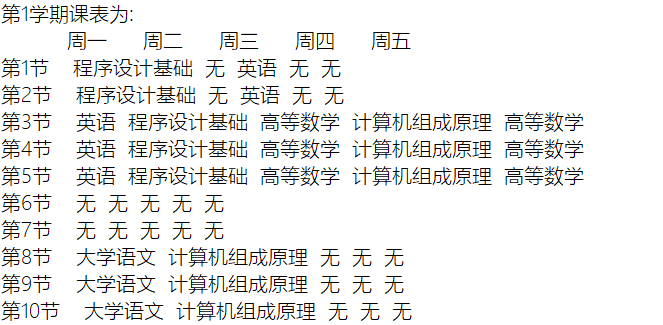 第1学期课表为:
周一 周二 周三 周四 周五
第1节 程序设计基础 无 英语 无 无
第2节 程序设计基础 无 英语 无 无
第3节 英语 程序设计基础 高等数学 计算机组成原理 高等数学
第4节 英语 程序设计基础 高等数学 计算机组成原理 高等数学
第5节 英语 程序设计基础 高等数学 计算机组成原理 高等数学
第6节 无 无 无 无 无
第7节 无 无 无 无 无
第8节 大学语文 计算机组成原理 无 无 无
第9节 大学语文 计算机组成原理 无 无 无
第10节 大学语文 计算机组成原理 无 无 无